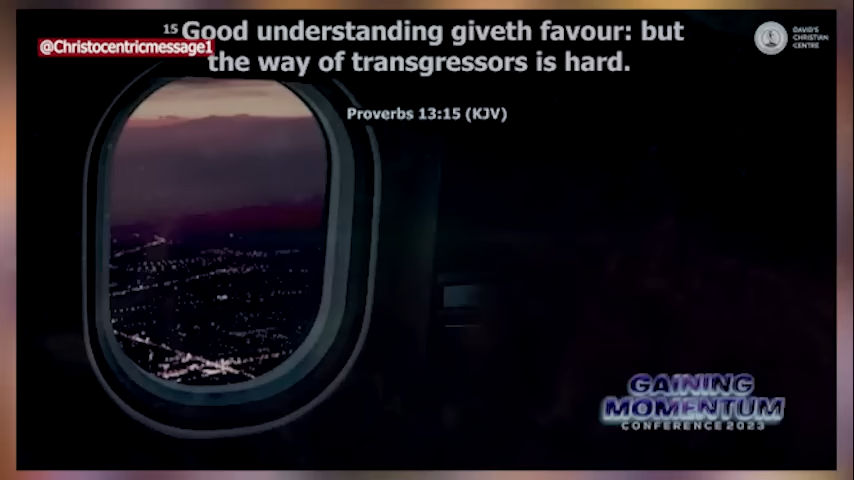 15 Good understanding giveth favour: but
@Christocentricmessage1
the way of transgressors is hard.
Proverbs 13:15 (KJV)
DAVID'S
CHRISTIAN
CENTRE
GAINING
MOMENTUM
CONFERENCE 2023